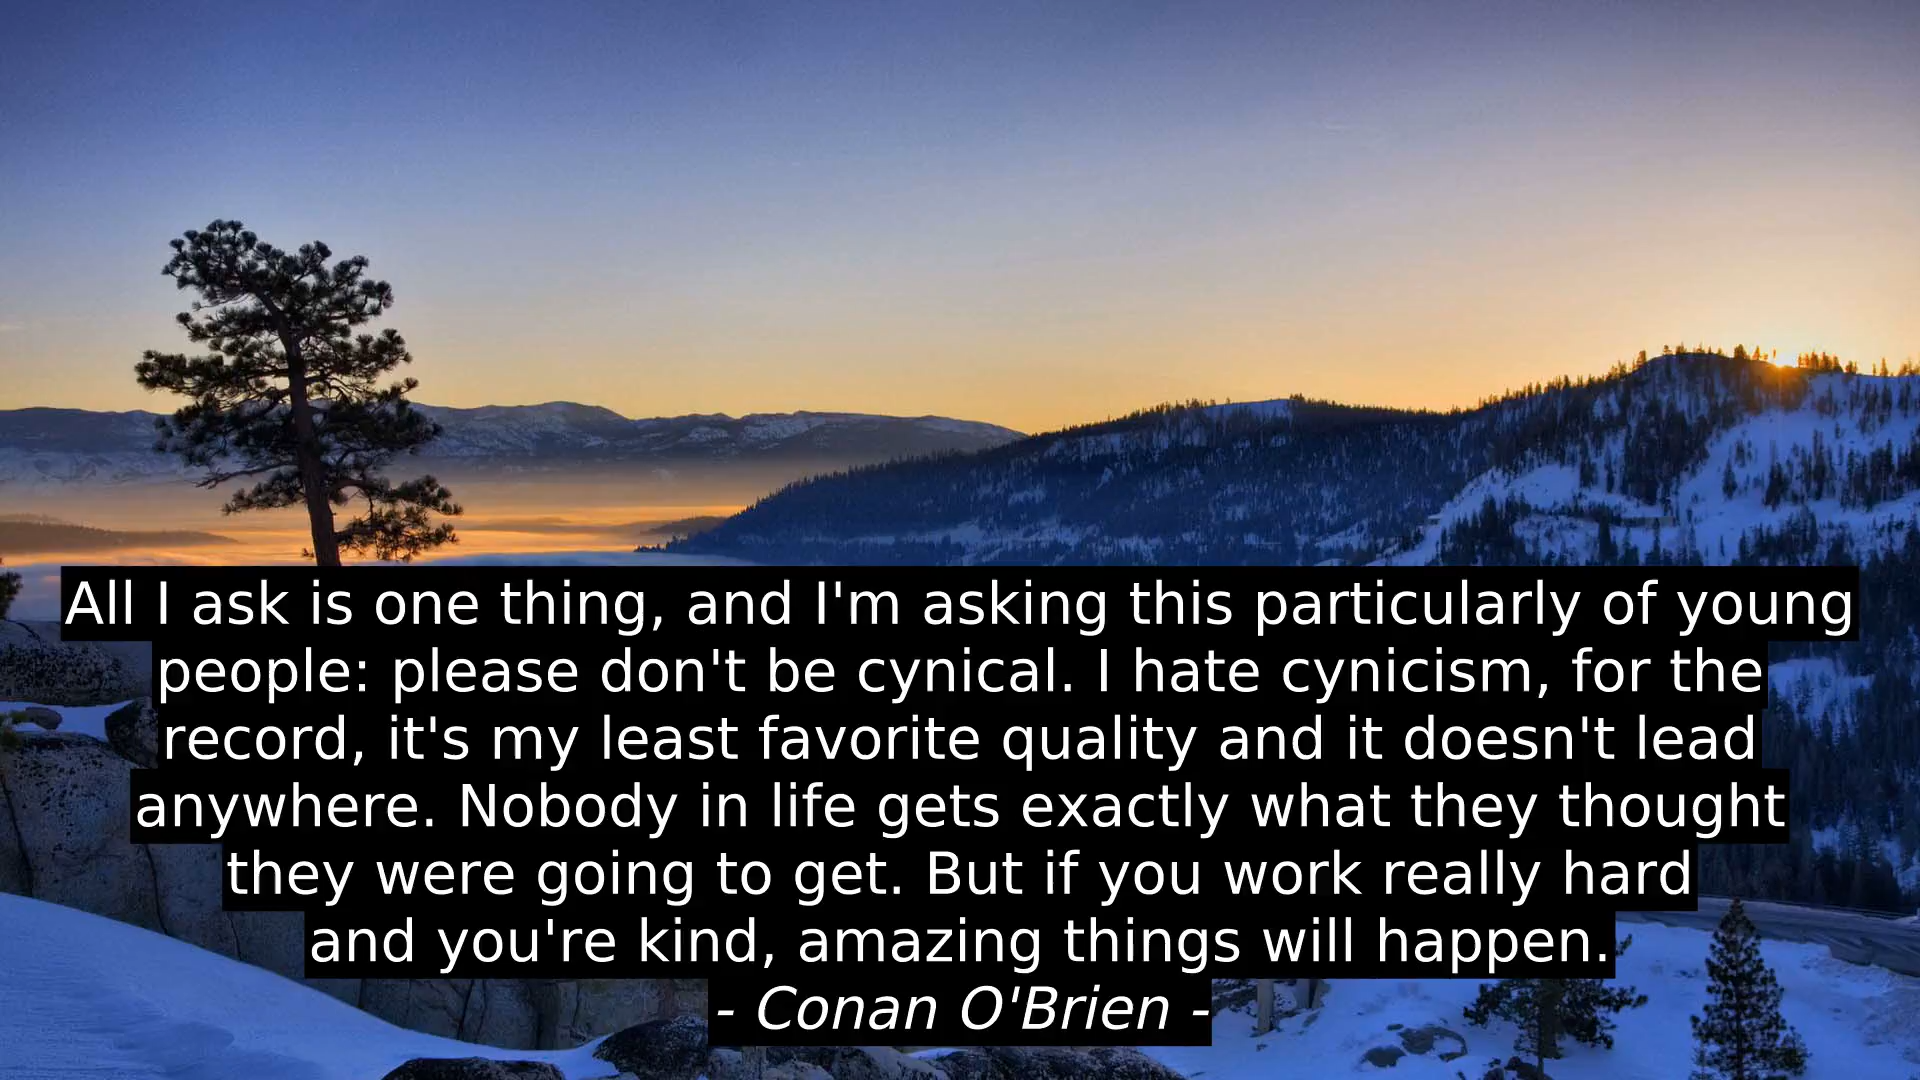 All I ask is one thing, and I'm asking this particularly of young
people: please don't be cynical. I hate cynicism, for the
record, it's my least favorite quality and it doesn't lead
anywhere. Nobody in life gets exactly what they thought
they were going to get. But if you work really hard
and you're kind, amazing things will happen.
- Conan O'Brien -